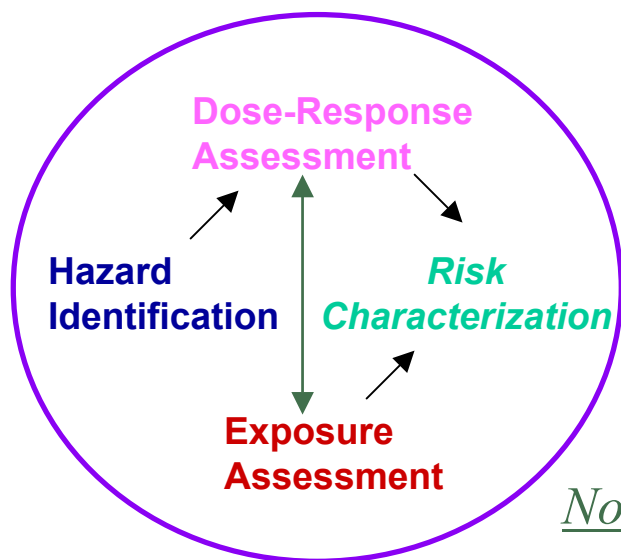 Dose-Response
Assessment
Hazard
Identification
Risk
Characterization
Exposure
Assessment